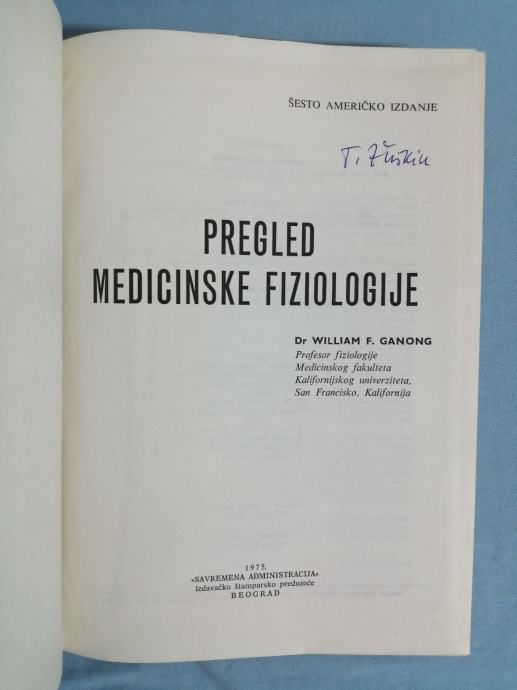 ŠESTO AMERIČKO IZDANJE
T. Žuškin
PREGLED
MEDICINSKE FIZIOLOGIJE
Dr WILLIAM F. GANONG
Profesor fiziologije
Medicinskog fakulteta
Kalifornijskog univerziteta,
San Francisko, Kalifornija
1975.
»SAVREMENA ADMINISTRACIJA«
izdavačko štamparsko preduzeće
BEOGRAD